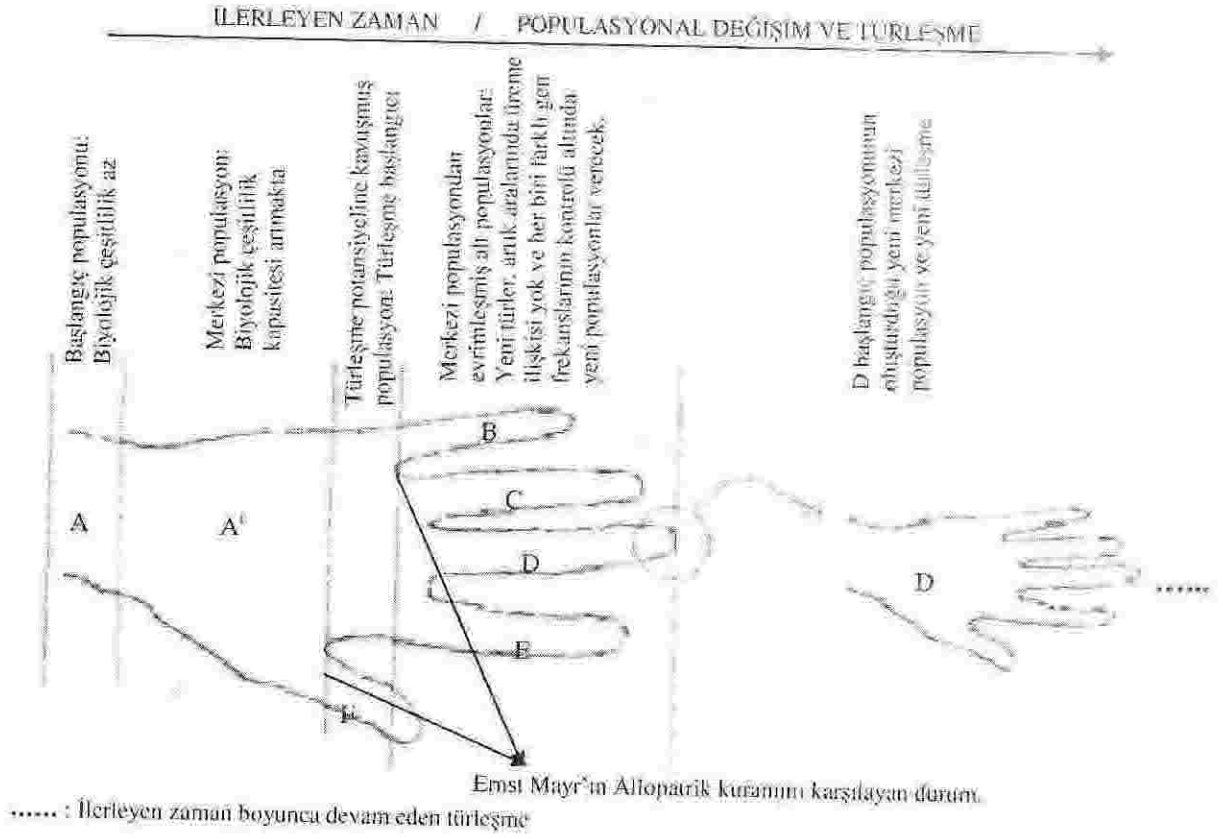 İLERLEYEN ZAMAN / POPULASYONAL DEĞİŞİM VE TÜRLEŞME
Başlangıç populasyonu:
Biyolojik çeşitlilik az
Merkezi populasyon:
Biyolojik çeşitlilik
kapasitesi artmakta
Türleşme potansiyeline kavuşmuş
populasyon: Türleşme başlangıcı
Merkezi populasyondan
evrimleşmiş alt populasyonlar:
Yeni türler, artık aralarında üreme
ilişkisi yok ve her biri farklı gen
frekanslarının kontrolü altında
yeni populasyonlar verecek.
D başlangıç populasyonunun
oluşturduğu yeni merkezi
populasyon ve yeni türleşme
A
A'
B
C
D
E
D
Ernst Mayr'ın Allopatrik kuramını karşılayan durum.
...... : İlerleyen zaman boyunca devam eden türleşme